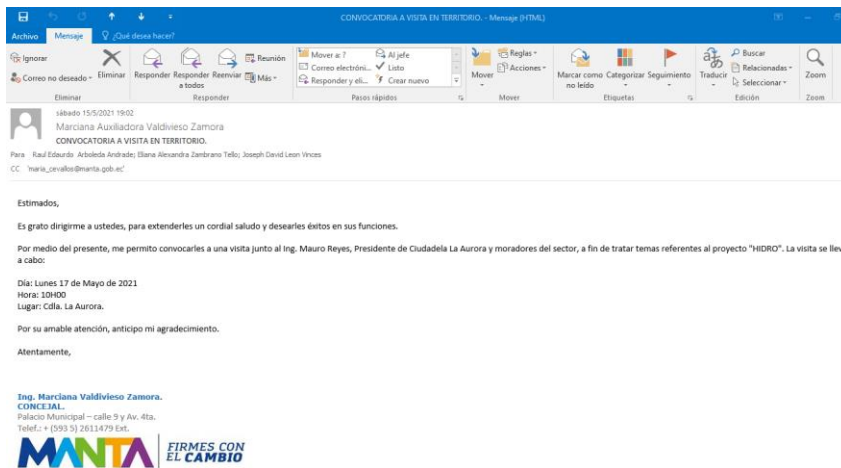 CONVOCATORIA A VISITA EN TERRITORIO. - Mensaje (HTML)
Archivo Mensaje ¿Qué desea hacer?
Ignorar
Correo no deseado
Eliminar
Responder Responder a todos Reenviar
Reunión
Más
Mover a: ?
Al jefe
Correo electróni...
Listo
Responder y eli...
Crear nuevo
Mover
Reglas
Acciones
Marcar como no leído
Categorizar Seguimiento
Traducir
Buscar
Relacionadas
Seleccionar
Zoom
Eliminar Responder Pasos rápidos Mover Etiquetas Edición Zoom
sábado 15/5/2021 19:02
Marciana Auxiliadora Valdivieso Zamora
CONVOCATORIA A VISITA EN TERRITORIO.
Para Raul Edaurdo Arboleda Andrade; Eliana Alexandra Zambrano Tello; Joseph David Leon Vinces
CC 'maria_cevallos@manta.gob.ec'
Estimados,
Es grato dirigirme a ustedes, para extenderles un cordial saludo y desearles éxitos en sus funciones.
Por medio del presente, me permito convocarles a una visita junto al Ing. Mauro Reyes, Presidente de Ciudadela La Aurora y moradores del sector, a fin de tratar temas referentes al proyecto "HIDRO". La visita se lle
a cabo:
Día: Lunes 17 de Mayo de 2021
Hora: 10H00
Lugar: Cdla. La Aurora.
Por su amable atención, anticipo mi agradecimiento.
Atentamente,
Ing. Marciana Valdivieso Zamora.
CONCEJAL.
Palacio Municipal – calle 9 y Av. 4ta.
Telef.: + (593 5) 2611479 Ext.
MANTA
FIRMES CON
EL CAMBIO